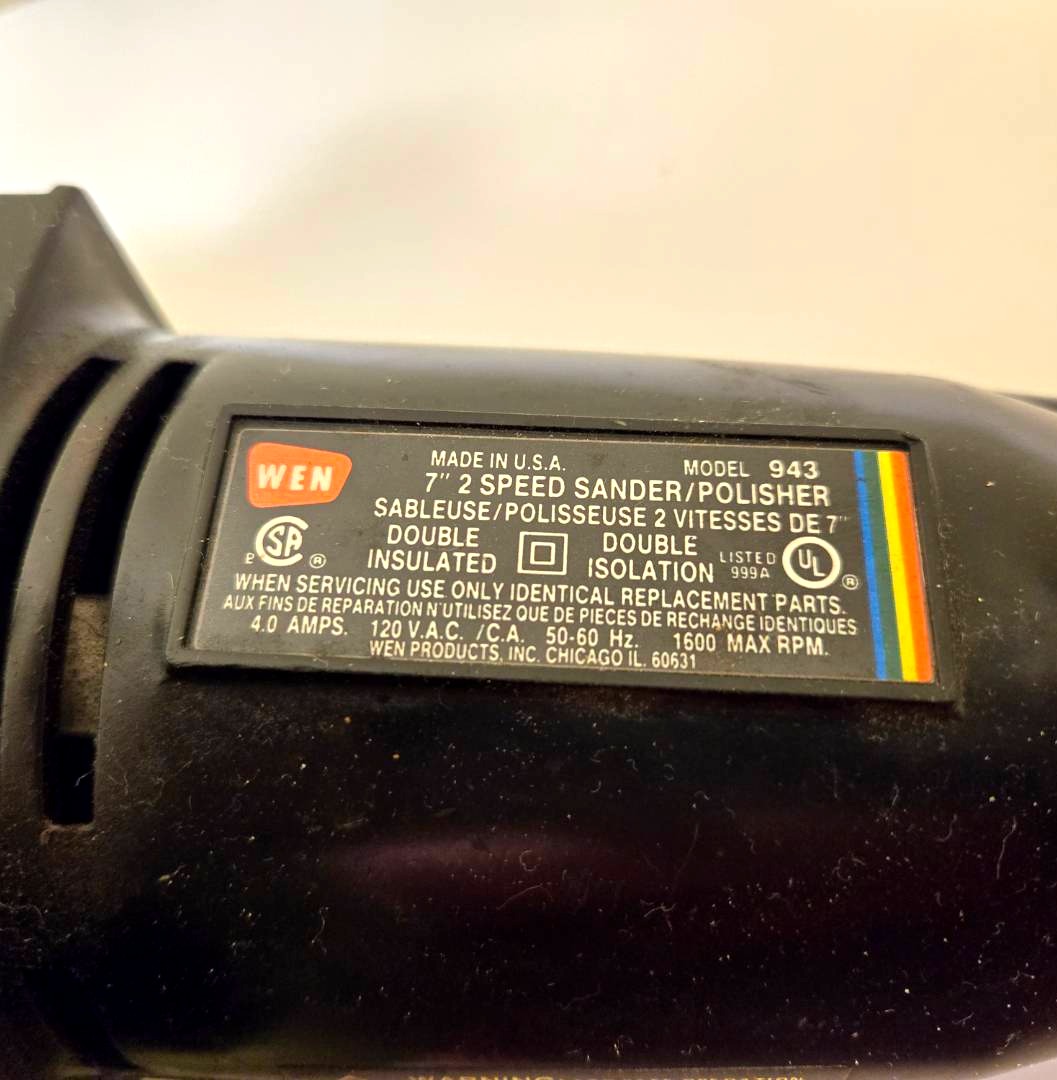 WEN
MADE IN U.S.A.
MODEL 943
7" 2 SPEED SANDER/POLISHER
SABLEUSE/POLISSEUSE 2 VITESSES DE 7"
DOUBLE INSULATED
DOUBLE ISOLATION
SA ®
LISTED 999A
UL ®
WHEN SERVICING USE ONLY IDENTICAL REPLACEMENT PARTS.
AUX FINS DE REPARATION N'UTILISEZ QUE DE PIECES DE RECHANGE IDENTIQUES
4.0 AMPS. 120 V.A.C. /C.A. 50-60 Hz. 1600 MAX RPM.
WEN PRODUCTS, INC. CHICAGO IL. 60631